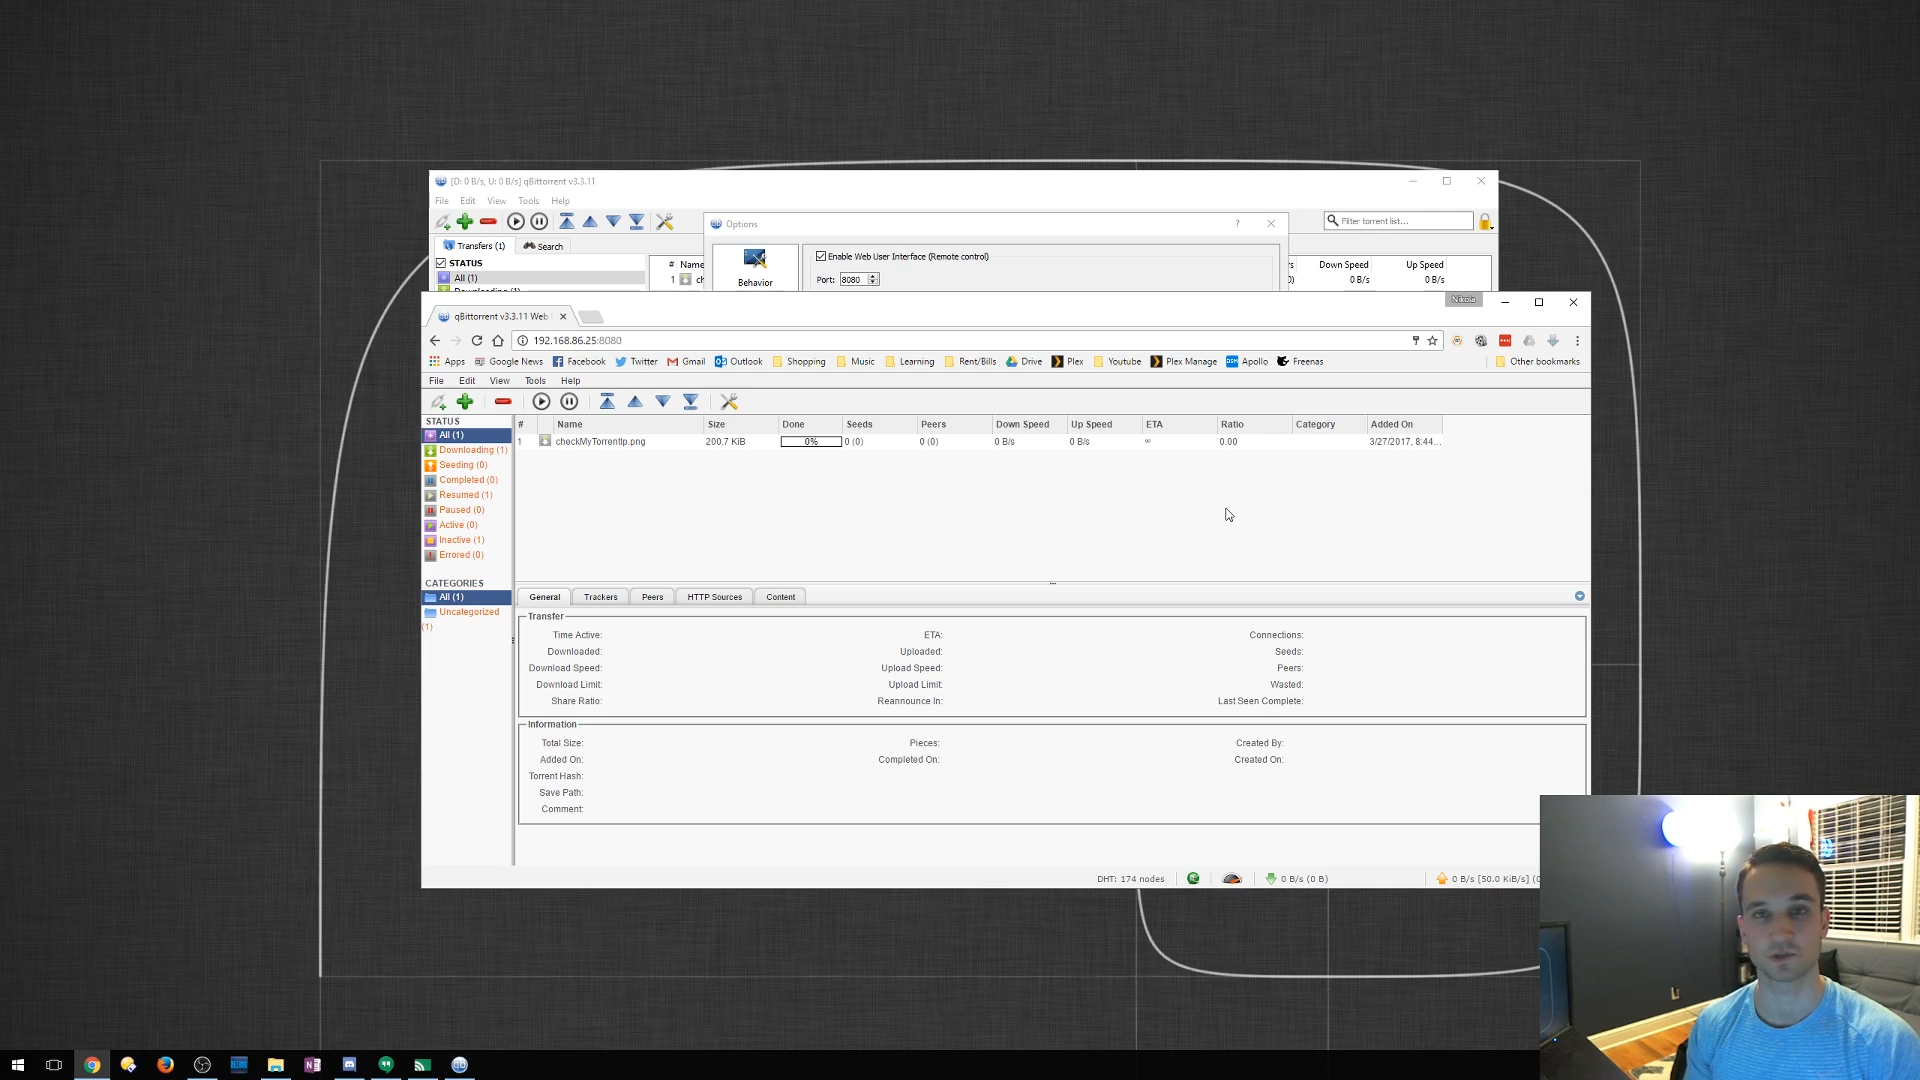 [D: 0 B/s, U: 0 B/s] qBittorrent v3.3.11
File Edit View Tools Help
Filter torrent list...
Options ?
Transfers (1) Search
STATUS
All (1)
# Name
1
Enable Web User Interface (Remote control)
Port: 8080
Behavior
Down Speed Up Speed
0 B/s 0 B/s
Nikola
qBittorrent v3.3.11 Web
192.168.86.25:8080
Apps Google News Facebook Twitter Gmail Outlook Shopping Music Learning Rent/Bills Drive Plex Youtube Plex Manage Apollo Freenas Other bookmarks
File Edit View Tools Help
STATUS
All (1)
Downloading (1)
Seeding (0)
Completed (0)
Resumed (1)
Paused (0)
Active (0)
Inactive (1)
Errored (0)
CATEGORIES
All (1)
Uncategorized
(1)
# Name Size Done Seeds Peers Down Speed Up Speed ETA Ratio Category Added On
1 checkMyTorrentIp.png 200.7 KiB 0% 0 (0) 0 (0) 0 B/s 0 B/s ∞ 0.00 3/27/2017, 8:44...
General Trackers Peers HTTP Sources Content
Transfer
Time Active: ETA: Connections:
Downloaded: Uploaded: Seeds:
Download Speed: Upload Speed: Peers:
Download Limit: Upload Limit: Wasted:
Share Ratio: Reannounce In: Last Seen Complete:
Information
Total Size: Pieces: Created By:
Added On: Completed On: Created On:
Torrent Hash:
Save Path:
Comment:
DHT: 174 nodes 0 B/s (0 B) 0 B/s [50.0 KiB/s] (0